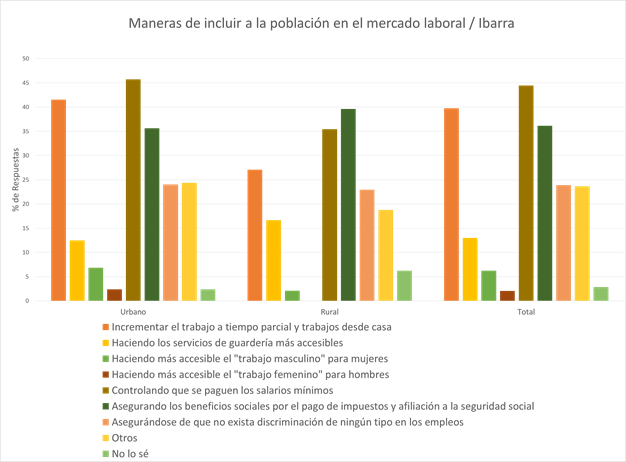 Maneras de incluir a la población en el mercado laboral / Ibarra
50
45
40
35
30
25
20
15
10
5
0
% de Respuestas
Urbano
Rural
Total
Incrementar el trabajo a tiempo parcial y trabajos desde casa
Haciendo los servicios de guardería más accesibles
Haciendo más accesible el "trabajo masculino" para mujeres
Haciendo más accesible el "trabajo femenino" para hombres
Controlando que se paguen los salarios mínimos
Asegurando los beneficios sociales por el pago de impuestos y afiliación a la seguridad social
Asegurándose de que no exista discriminación de ningún tipo en los empleos
Otros
No lo sé